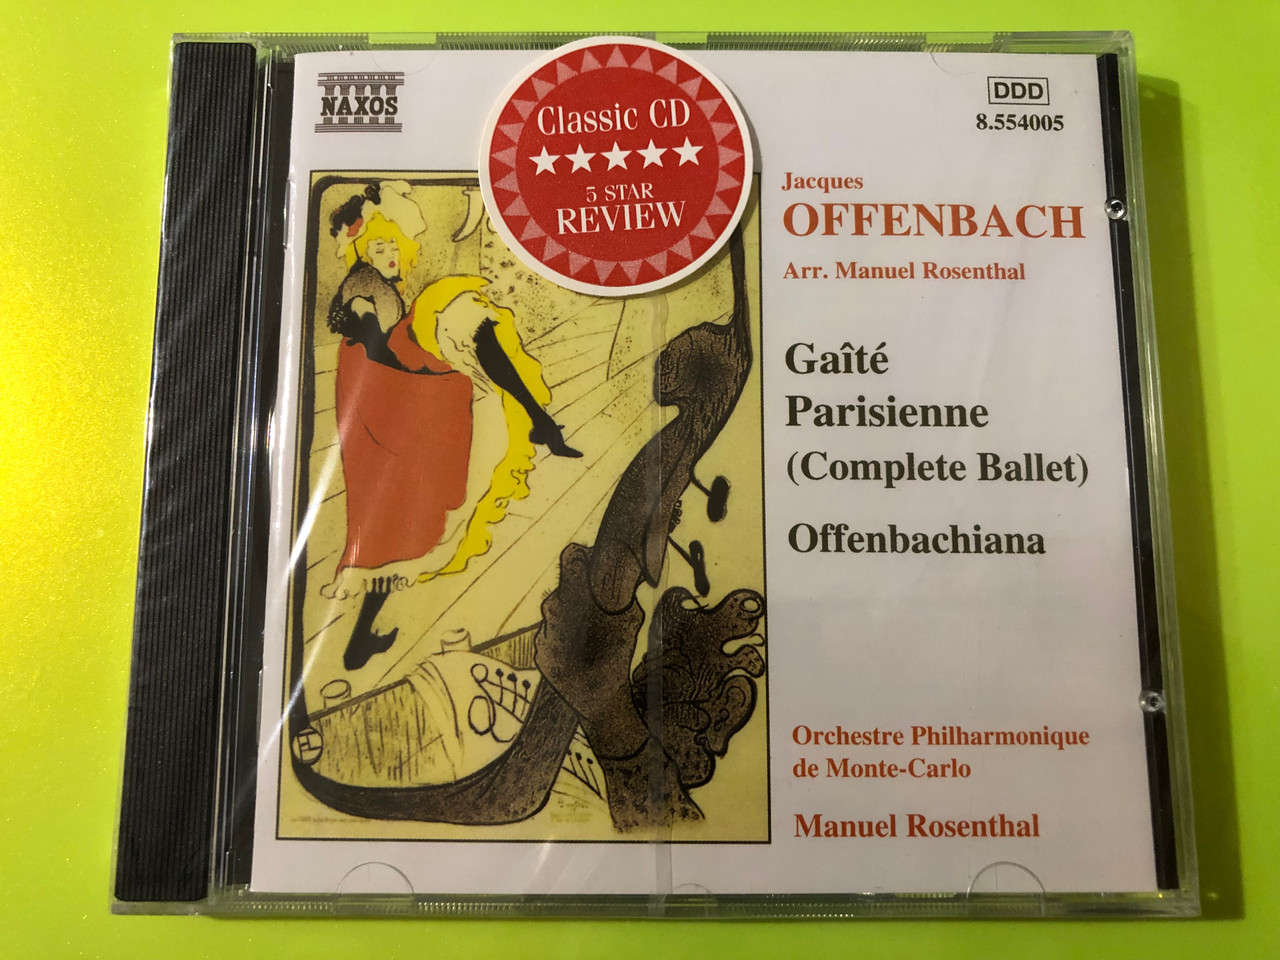 NAXOS
Classic CD
5 STAR
REVIEW
DDD
8.554005
Jacques
OFFENBACH
Arr. Manuel Rosenthal
Gaîté
Parisienne
(Complete Ballet)
Offenbachiana
Orchestre Philharmonique
de Monte-Carlo
Manuel Rosenthal